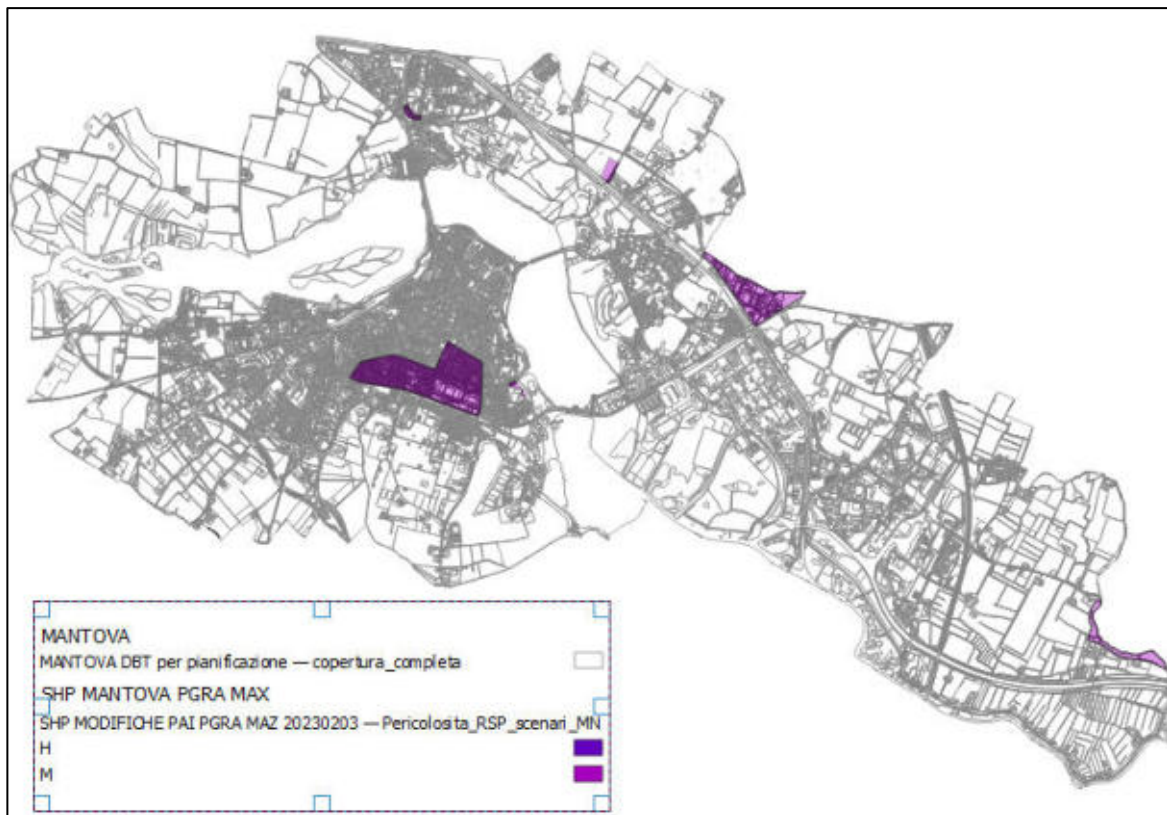 MANTOVA
MANTOVA DBT per pianificazione — copertura_completa
SHP MANTOVA PGRA MAX
SHP MODIFICHE PAI PGRA MAZ 20230203 — Pericolosita_RSP_scenari_MN
H
M